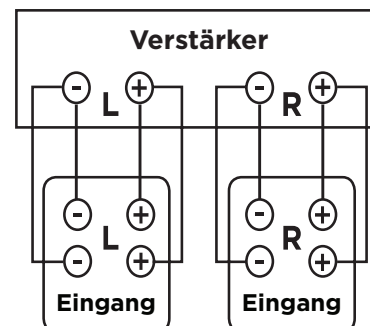 Verstärker
- L + - R +
- + - +
L R
- + - +
Eingang Eingang